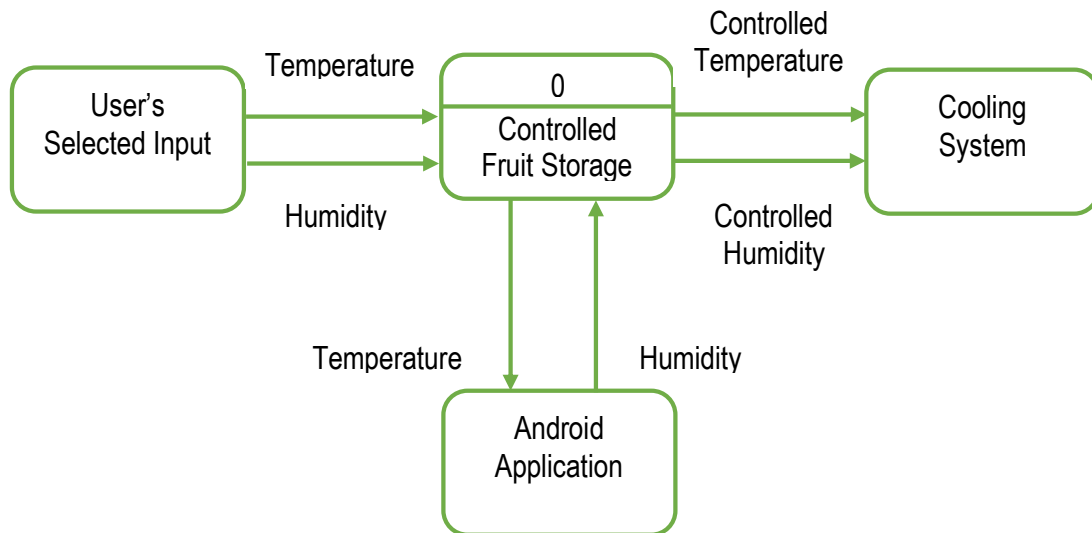 Temperature
Controlled
Temperature
User's
Selected Input
0
Controlled
Fruit Storage
Cooling
System
Humidity
Controlled
Humidity
Temperature
Humidity
Android
Application